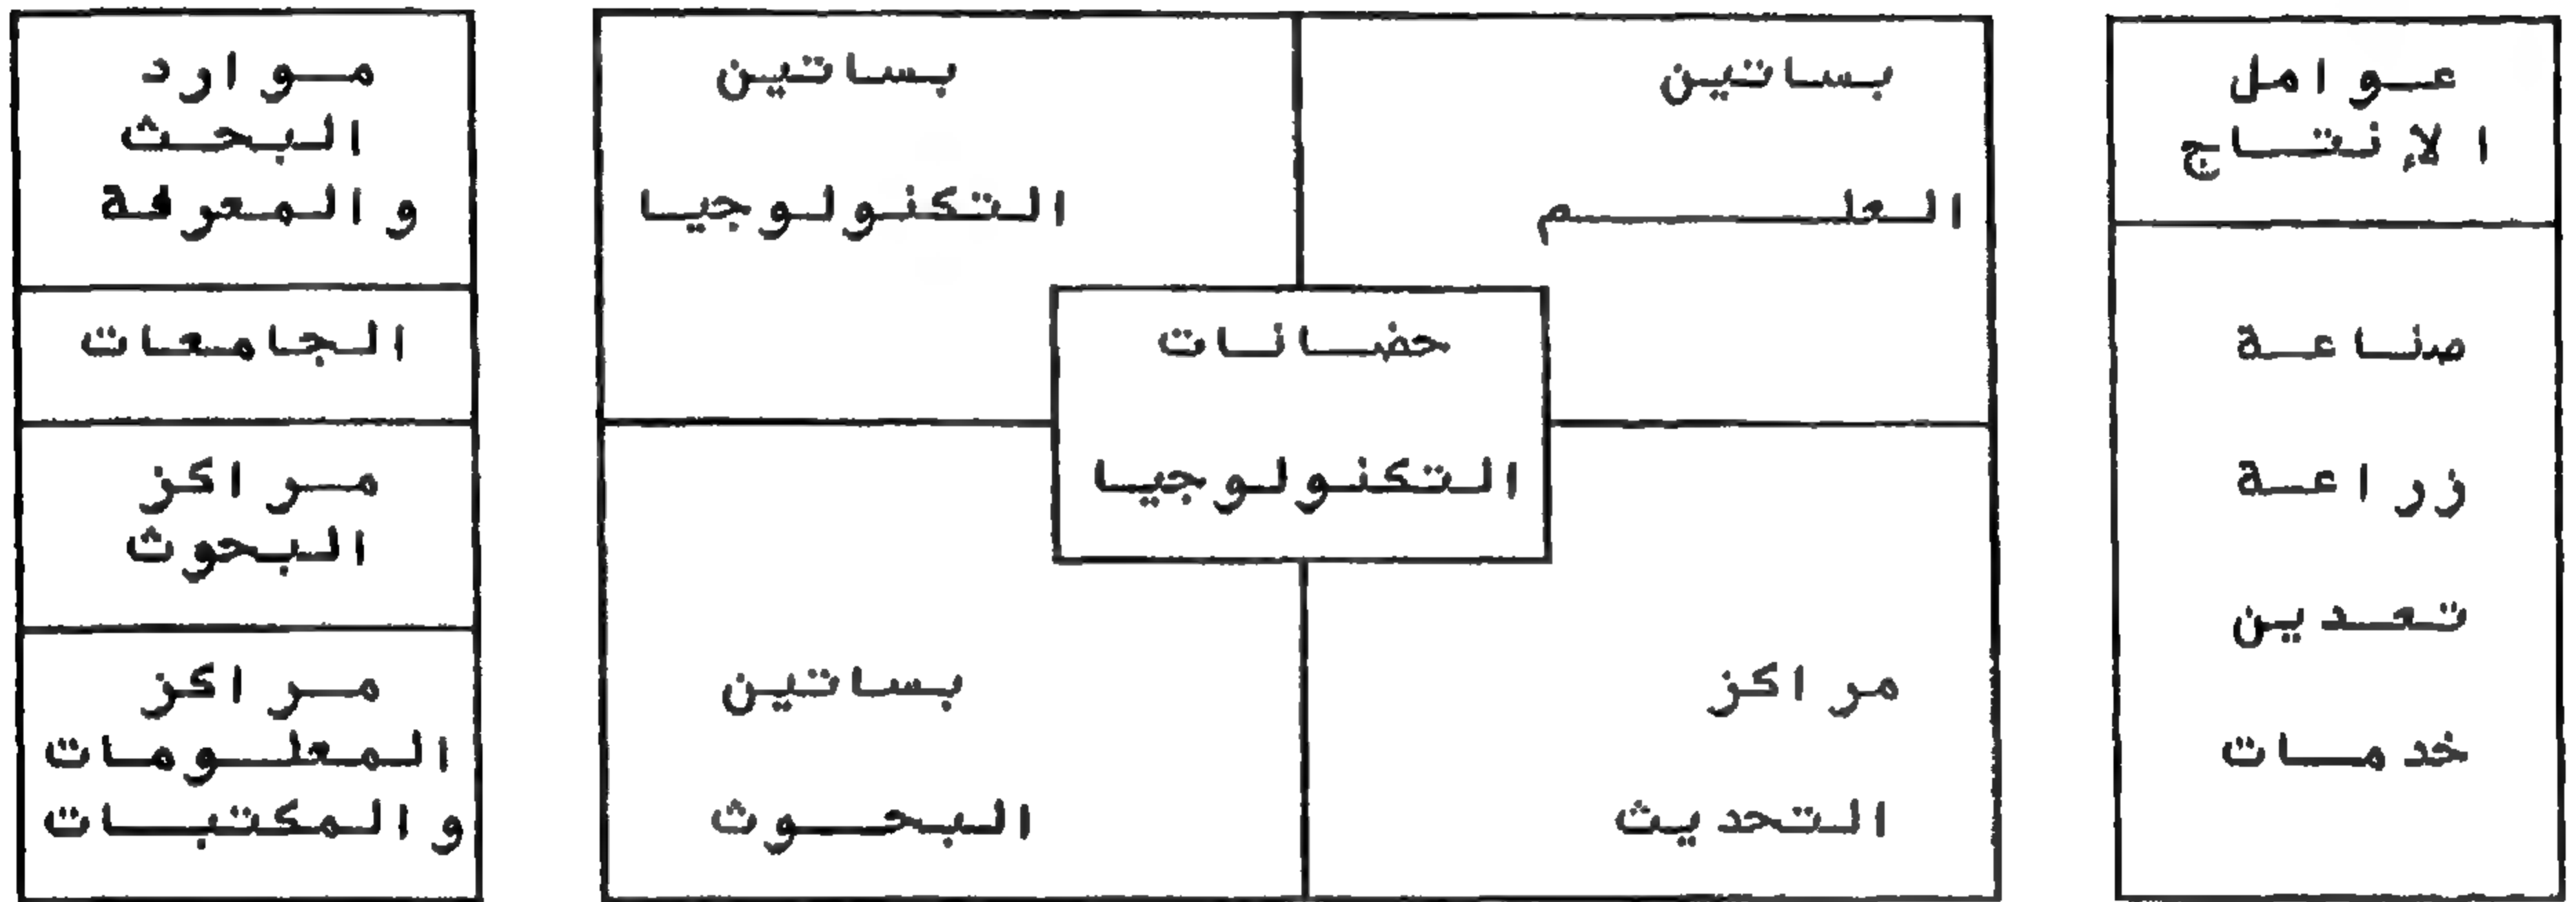 عوامل
الإنتاج
صناعة
زراعة
تعدين
خدمات
بساتين
العلم
بساتين
التكنولوجيا
حضانات
التكنولوجيا
مراكز
التحديث
بساتين
البحوث
موارد
البحث
والمعرفة
الجامعات
مراكز
البحوث
مراكز
المعلومات
والمكتبات